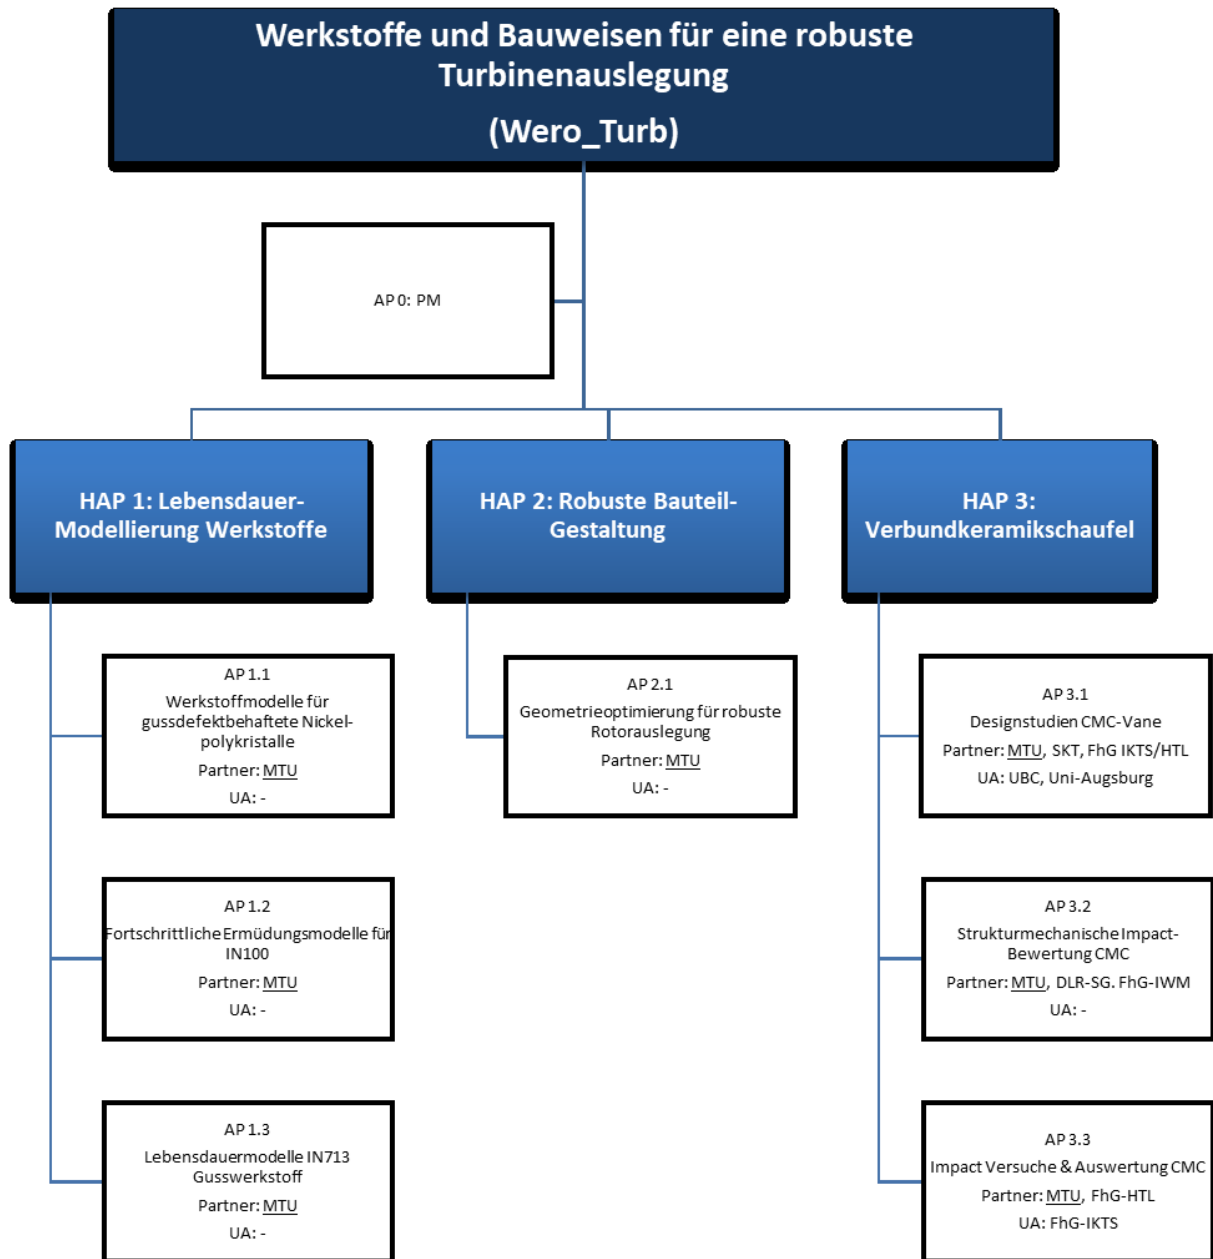 Werkstoffe und Bauweisen für eine robuste
Turbinenauslegung
(Wero_Turb)
AP 0: PM
HAP 1: Lebensdauer-
Modellierung Werkstoffe
HAP 2: Robuste Bauteil-
Gestaltung
HAP 3:
Verbundkeramikschaufel
AP 1.1
Werkstoffmodelle für
gussdefektbehaftete Nickel-
polykristalle
Partner: MTU
UA: -
AP 1.2
Fortschrittliche Ermüdungsmodelle für
IN100
Partner: MTU
UA: -
AP 1.3
Lebensdauermodelle IN713
Gusswerkstoff
Partner: MTU
UA: -
AP 2.1
Geometrieoptimierung für robuste
Rotorauslegung
Partner: MTU
UA: -
AP 3.1
Designstudien CMC-Vane
Partner: MTU, SKT, FhG IKTS/HTL
UA: UBC, Uni-Augsburg
AP 3.2
Strukturmechanische Impact-
Bewertung CMC
Partner: MTU, DLR-SG. FhG-IWM
UA: -
AP 3.3
Impact Versuche & Auswertung CMC
Partner: MTU, FhG-HTL
UA: FhG-IKTS